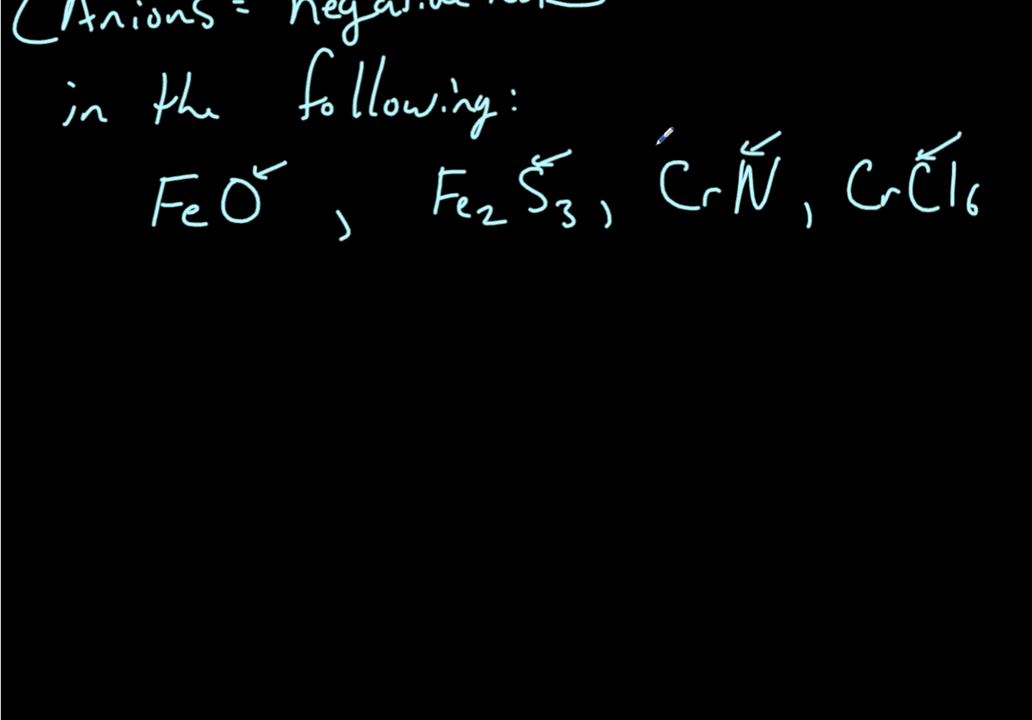 (Anions = negative
in the following:
FeO, Fe₂S₃, CrN, CrCl₆